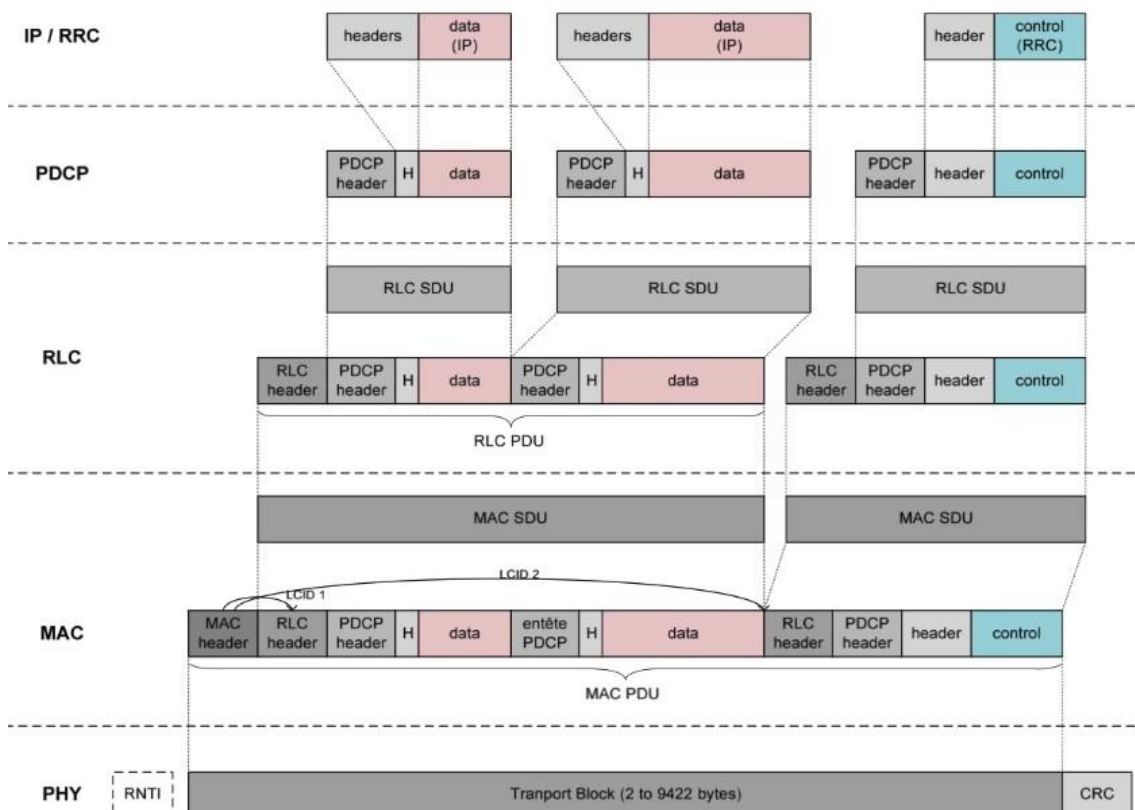 IP / RRC
headers
data
(IP)
headers
data
(IP)
header
control
(RRC)
PDCP
PDCP
header
H
data
PDCP
header
H
data
PDCP
header
header
control
RLC SDU
RLC SDU
RLC SDU
RLC
RLC
header
PDCP
header
H
data
PDCP
header
H
data
RLC
header
PDCP
header
header
control
RLC PDU
MAC SDU
MAC SDU
LCID 2
LCID 1
MAC
MAC
header
RLC
header
PDCP
header
H
data
entête
PDCP
H
data
RLC
header
PDCP
header
header
control
MAC PDU
PHY
RNTI
Tranport Block (2 to 9422 bytes)
CRC